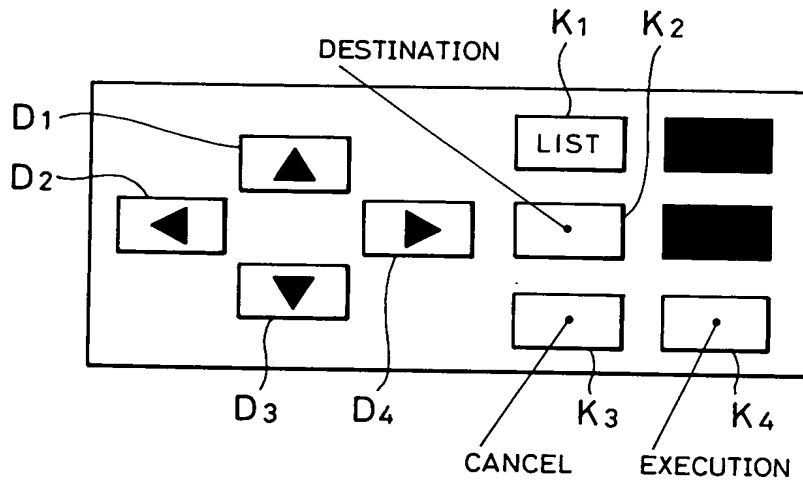 K1
DESTINATION K2
D1 LIST
D2
D3 D4 K3 K4
CANCEL EXECUTION